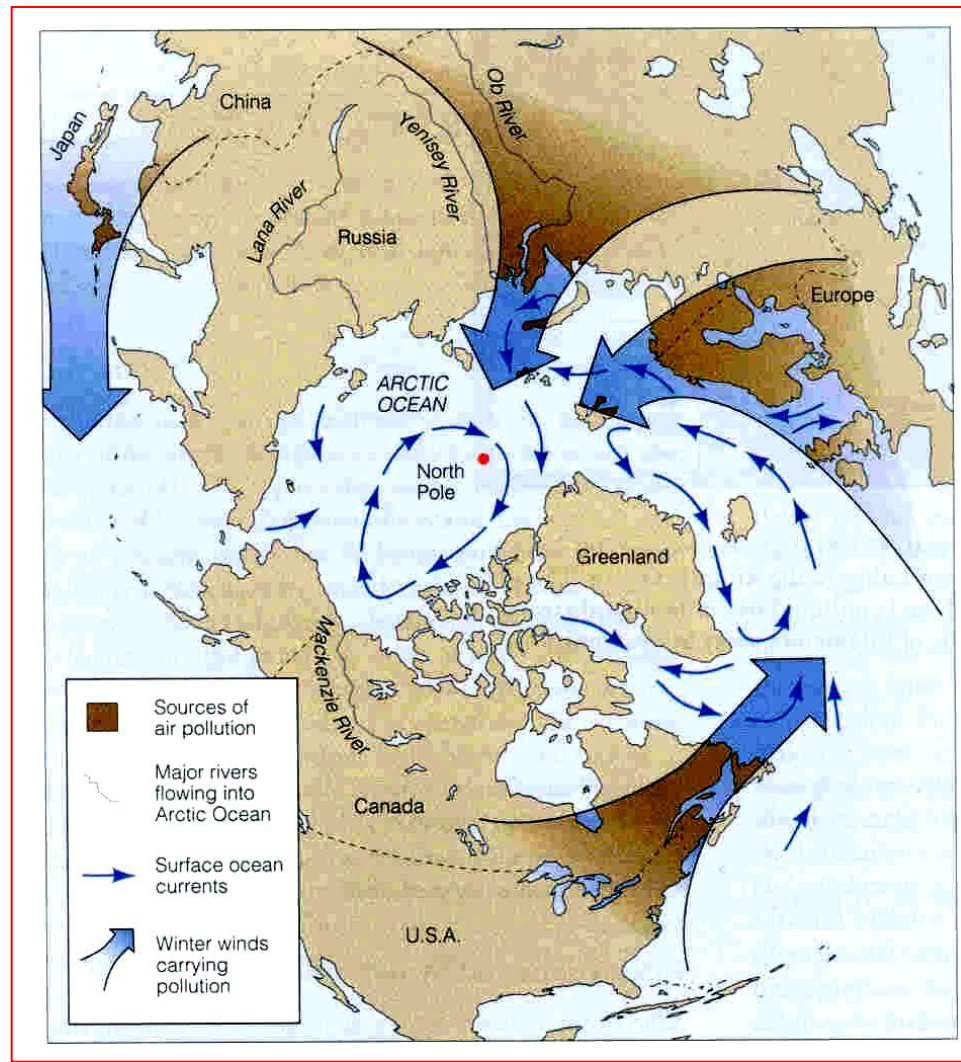 China
Japan
Ob River
Yenisey River
Lana River
Russia
Europe
ARCTIC
OCEAN
North
Pole
Greenland
Mackenzie River
Canada
U.S.A.
Sources of
air pollution
Major rivers
flowing into
Arctic Ocean
Surface ocean
currents
Winter winds
carrying
pollution